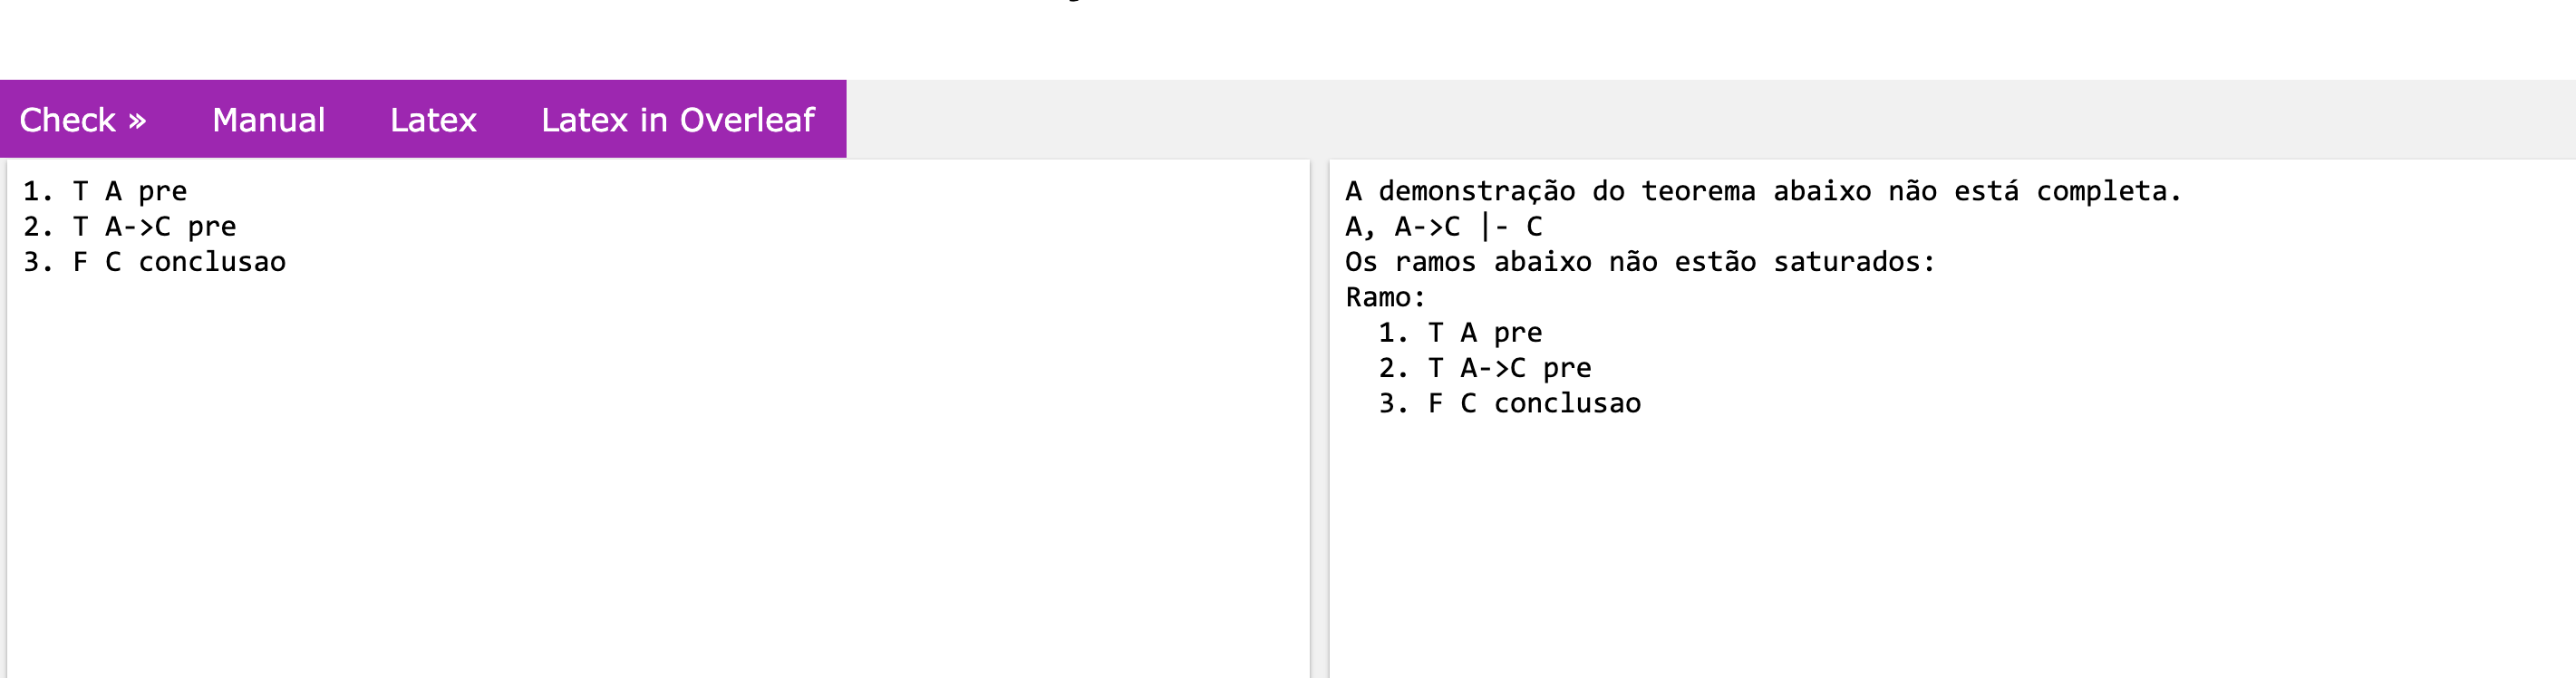 Check » Manual Latex Latex in Overleaf
1. T A pre
2. T A->C pre
3. F C conclusao
A demonstração do teorema abaixo não está completa.
A, A->C |- C
Os ramos abaixo não estão saturados:
Ramo:
1. T A pre
2. T A->C pre
3. F C conclusao